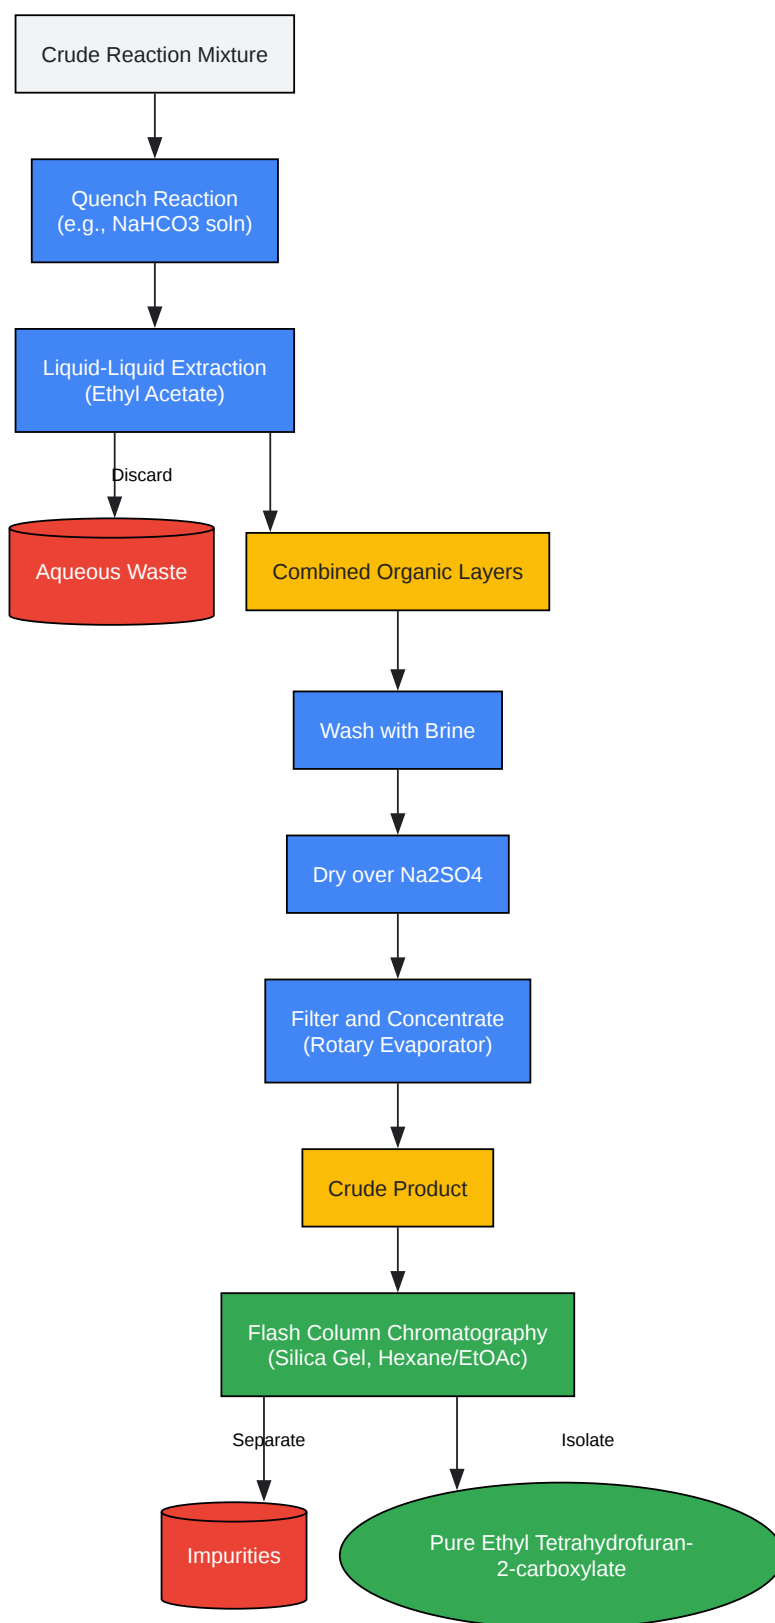 Crude Reaction Mixture
Quench Reaction
(e.g., NaHCO3 soln)
Liquid-Liquid Extraction
(Ethyl Acetate)
Discard
Aqueous Waste
Combined Organic Layers
Wash with Brine
Dry over Na2SO4
Filter and Concentrate
(Rotary Evaporator)
Crude Product
Flash Column Chromatography
(Silica Gel, Hexane/EtOAc)
Separate
Isolate
Impurities
Pure Ethyl Tetrahydrofuran-
2-carboxylate